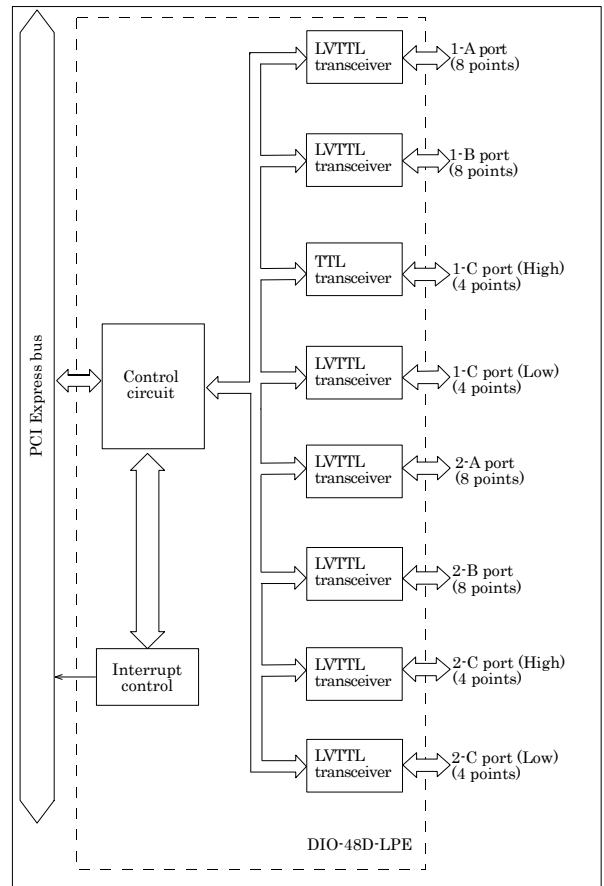 LVTTL
transceiver
1-A port
(8 points)
LVTTL
transceiver
1-B port
(8 points)
TTL
transceiver
1-C port (High)
(4 points)
PCI Express bus
Control
circuit
LVTTL
transceiver
1-C port (Low)
(4 points)
LVTTL
transceiver
2-A port
(8 points)
LVTTL
transceiver
2-B port
(8 points)
Interrupt
control
LVTTL
transceiver
2-C port (High)
(4 points)
LVTTL
transceiver
2-C port (Low)
(4 points)
DIO-48D-LPE